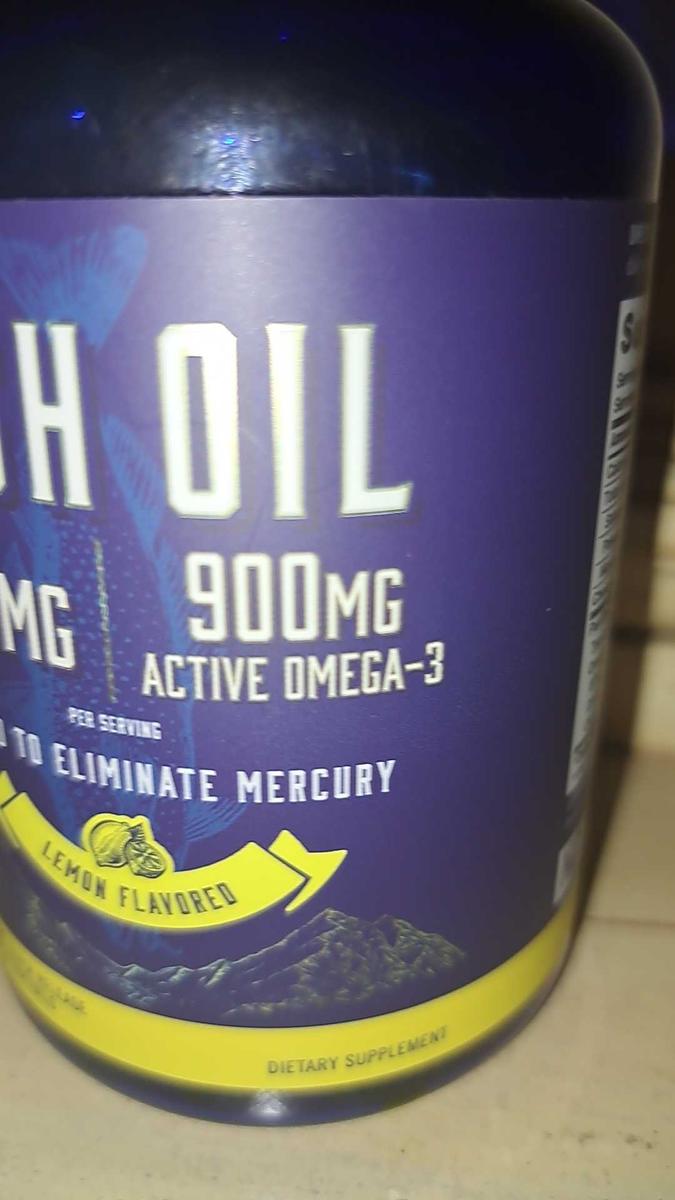 H OIL
MG
900MG
ACTIVE OMEGA-3
PER SERVING
TO ELIMINATE MERCURY
LEMON FLAVORED
DIETARY SUPPLEMENT